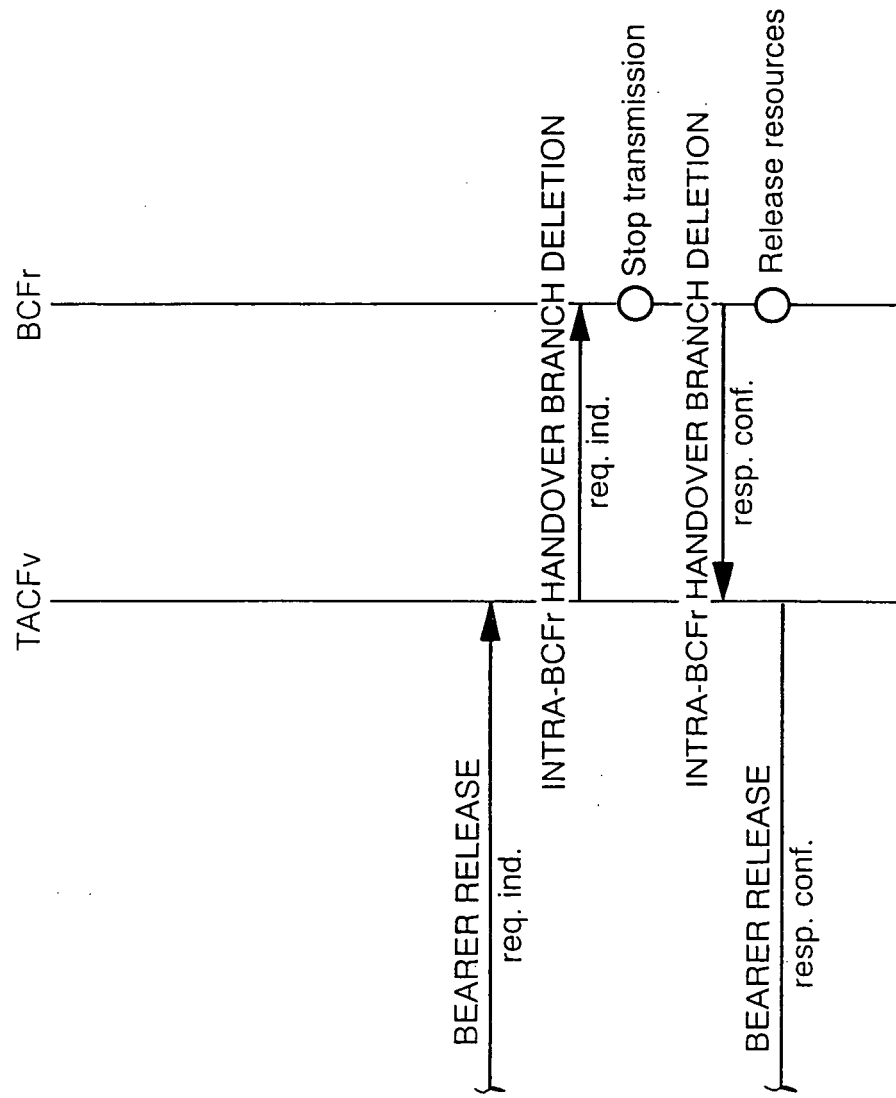 TACFv
BCFr
BEARER RELEASE
req. ind.
INTRA-BCFr HANDOVER BRANCH DELETION
req. ind.
Stop transmission
INTRA-BCFr HANDOVER BRANCH DELETION
resp. conf.
Release resources
BEARER RELEASE
resp. conf.